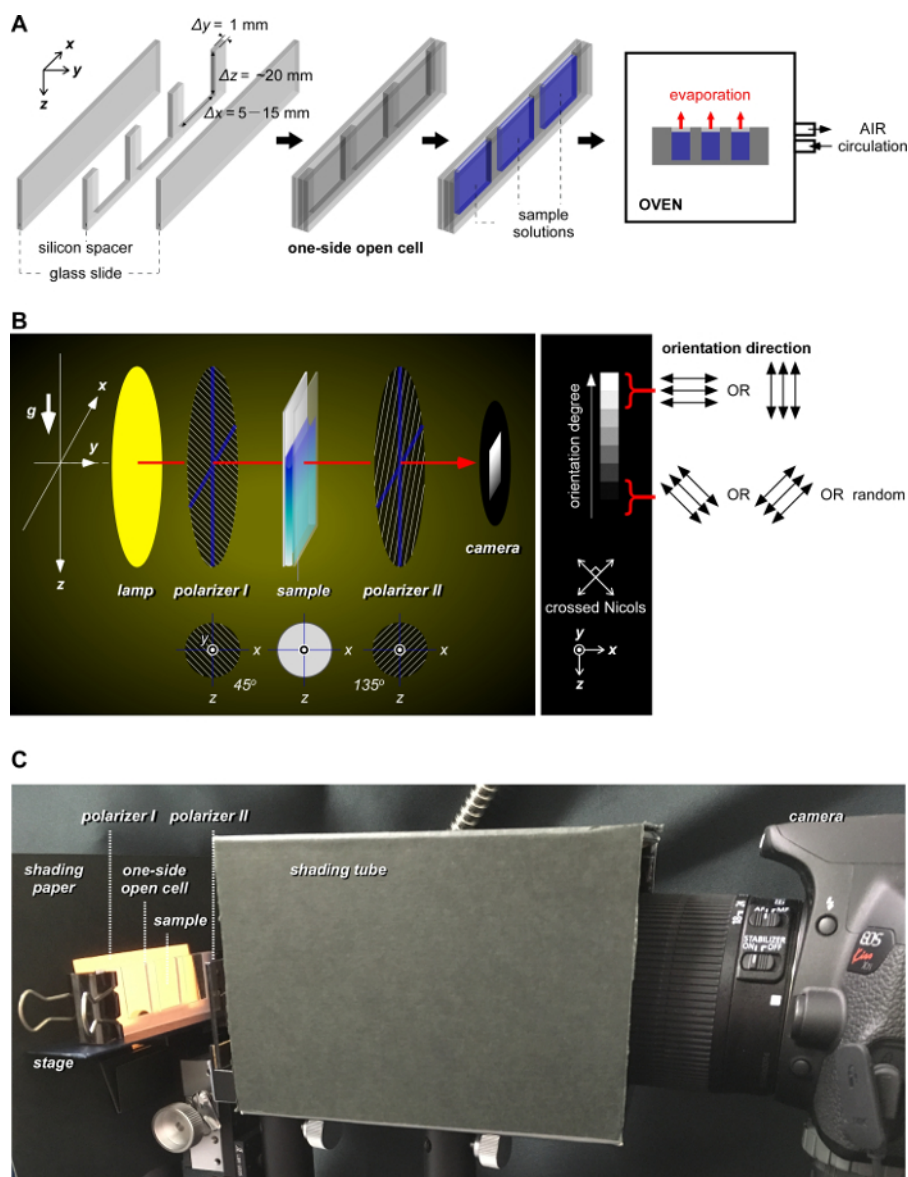 A
x
y
z
Δy = 1 mm
Δz = ~20 mm
Δx = 5 – 15 mm
silicon spacer
glass slide
one-side open cell
sample
solutions
evaporation
AIR
circulation
OVEN
B
g
x
y
z
lamp
polarizer I
sample
polarizer II
camera
y
x
z
45º
x
z
135º
x
z
orientation degree
orientation direction
OR
OR
OR random
crossed Nicols
y
x
z
C
polarizer I
polarizer II
camera
shading
paper
one-side
open cell
sample
shading tube
stage
STABILIZER
ON
OFF
EOS
Kiss